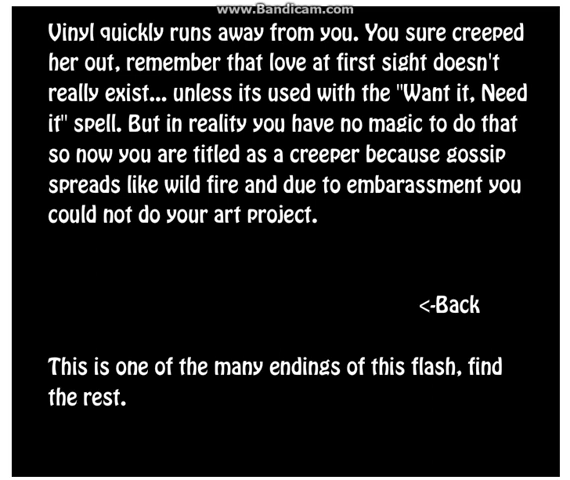 www.Bandicam.com
Vinyl quickly runs away from you. You sure creeped
her out, remember that love at first sight doesn't
really exist... unless its used with the "Want it, Need
it" spell. But in reality you have no magic to do that
so now you are titled as a creeper because gossip
spreads like wild fire and due to embarassment you
could not do your art project.
<-Back
This is one of the many endings of this flash, find
the rest.